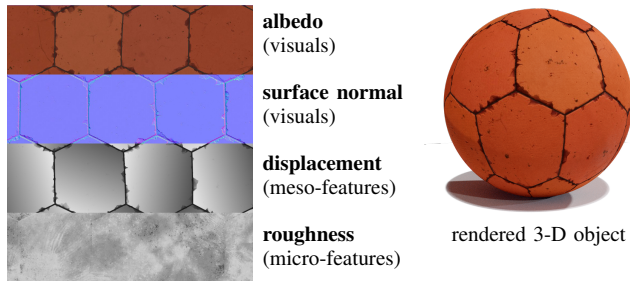 albedo
(visuals)
surface normal
(visuals)
displacement
(meso-features)
roughness
(micro-features)
rendered 3-D object